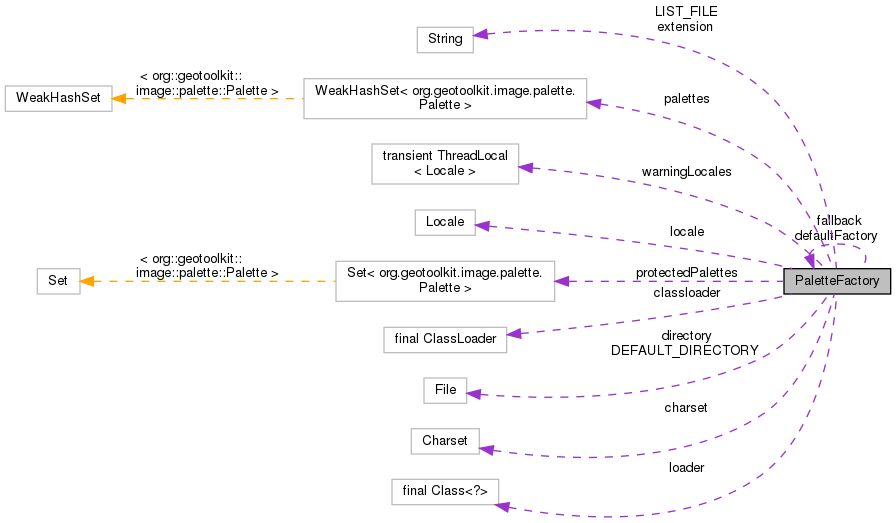 LIST_FILE
extension
String
< org::geotoolkit::
image::palette::Palette >
WeakHashSet
WeakHashSet< org.geotoolkit.image.palette.
Palette >
palettes
transient ThreadLocal
< Locale >
warningLocales
Locale
locale
fallback
defaultFactory
< org::geotoolkit::
image::palette::Palette >
Set
Set< org.geotoolkit.image.palette.
Palette >
protectedPalettes
PaletteFactory
classloader
final ClassLoader
directory
DEFAULT_DIRECTORY
File
charset
Charset
loader
final Class<?>